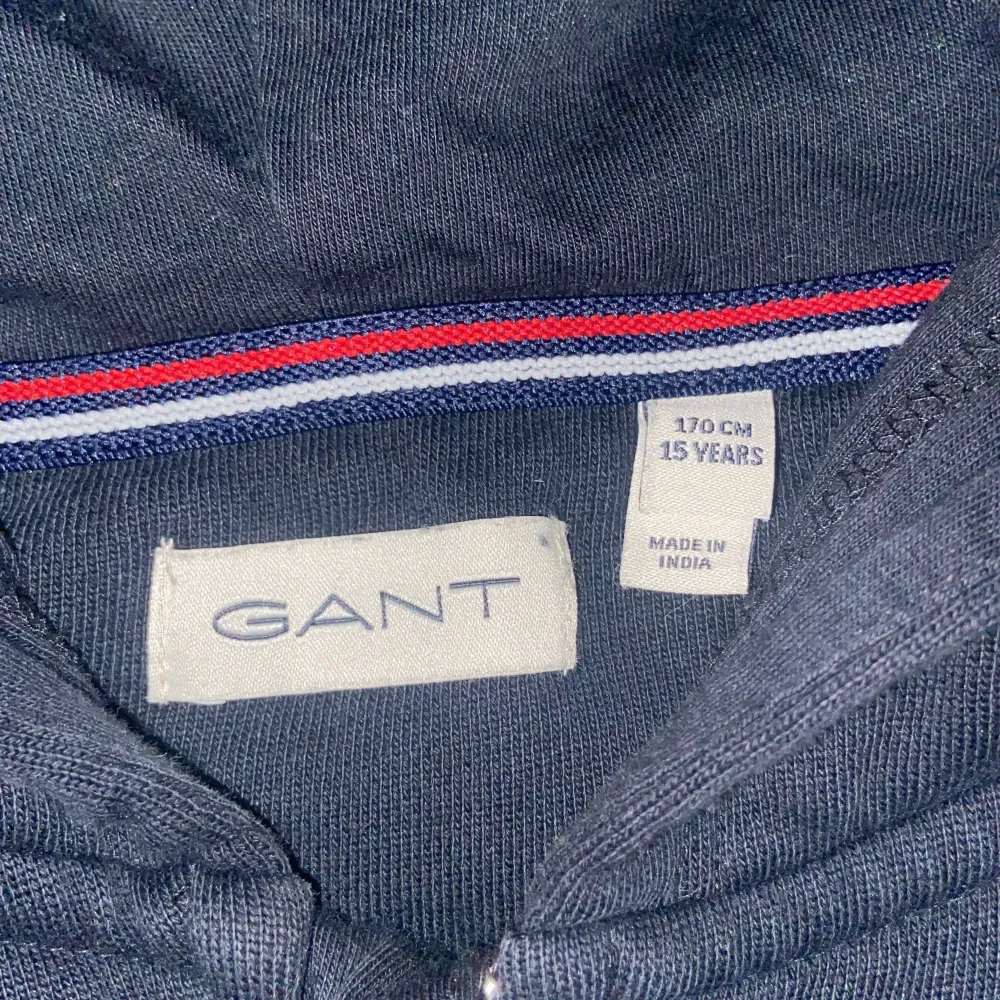 170 CM
15 YEARS
MADE IN
INDIA
GANT